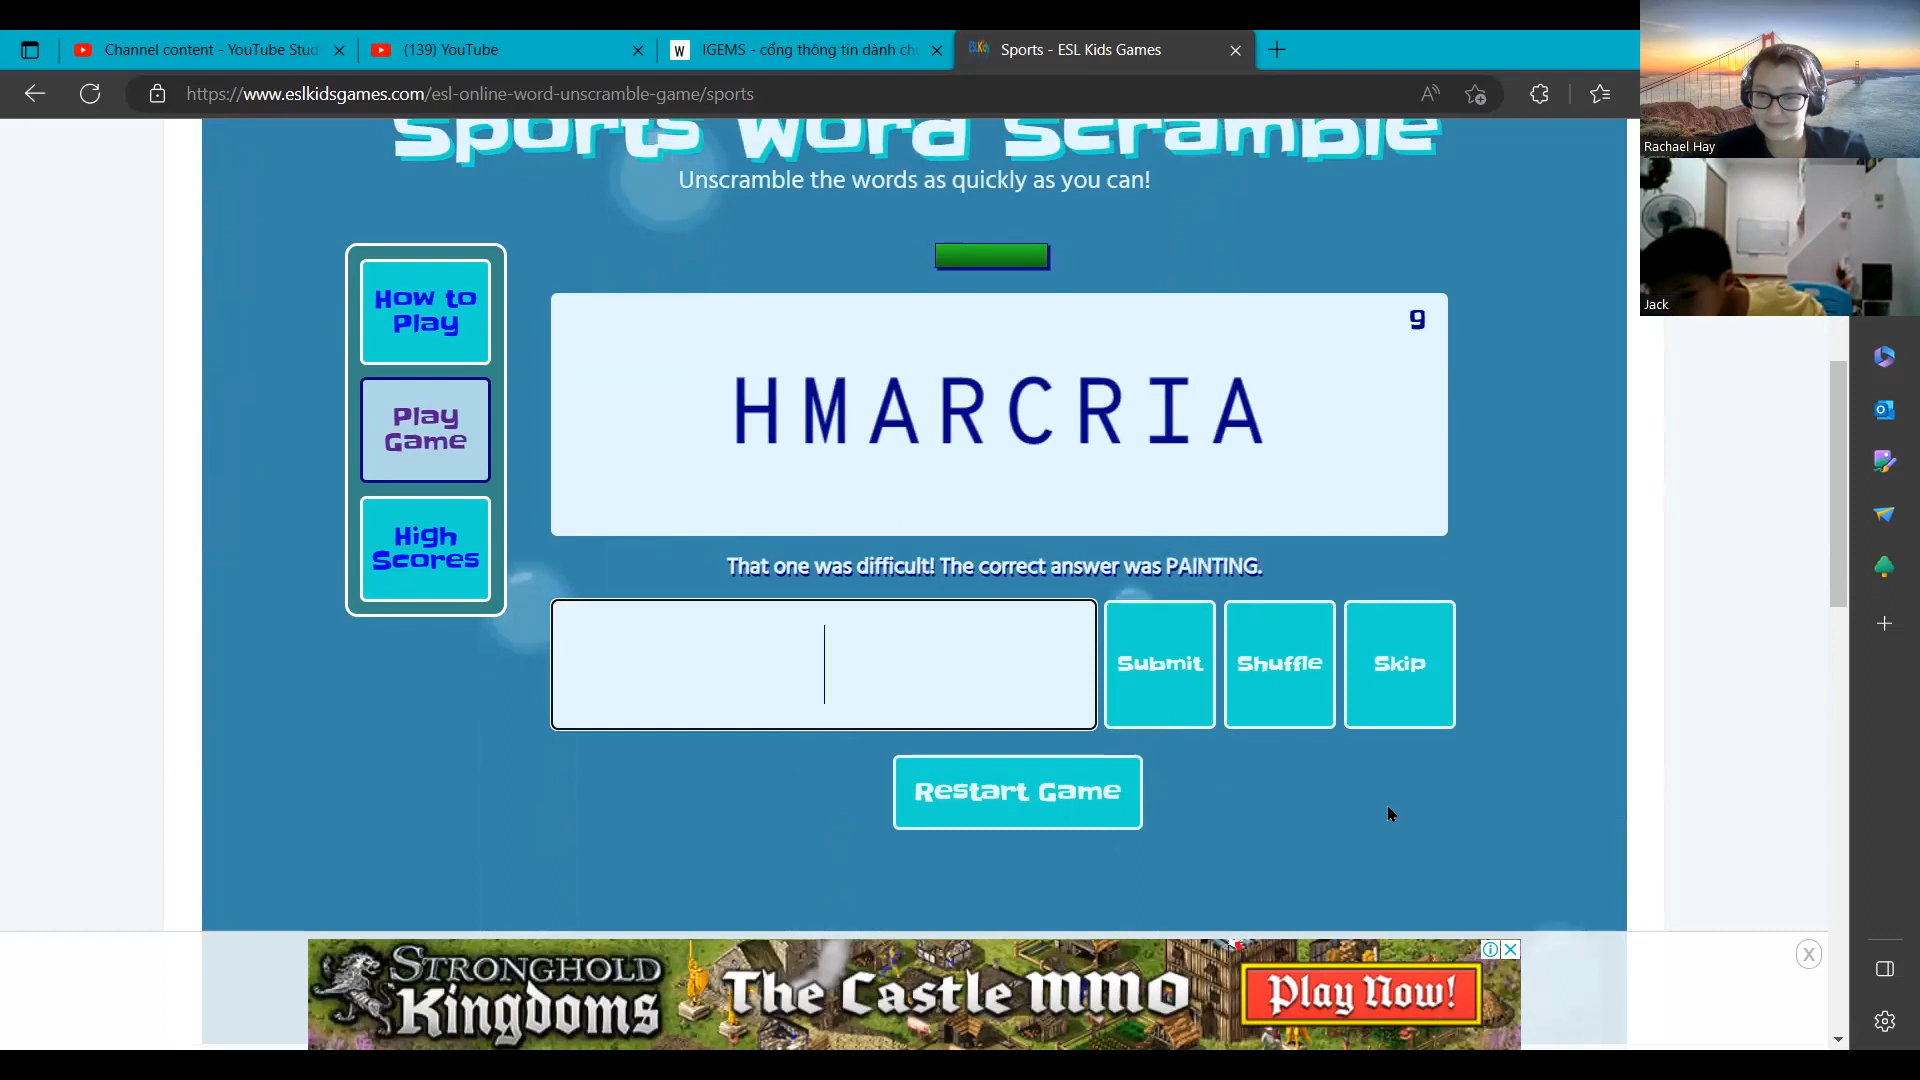 Channel content - YouTube Stud
(139) YouTube
IGEMS - cổng thông tin dành ch
Sports - ESL Kids Games
https://www.eslkidsgames.com/esl-online-word-unscramble-game/sports
Rachael Hay
Jack
Sports Word Scramble
Unscramble the words as quickly as you can!
How to
Play
Play
Game
High
Scores
9
HMARCRIA
That one was difficult! The correct answer was PAINTING.
Submit
Shuffle
Skip
Restart Game
STRONGHOLD
Kingdoms
The Castle MMO
Play Now!